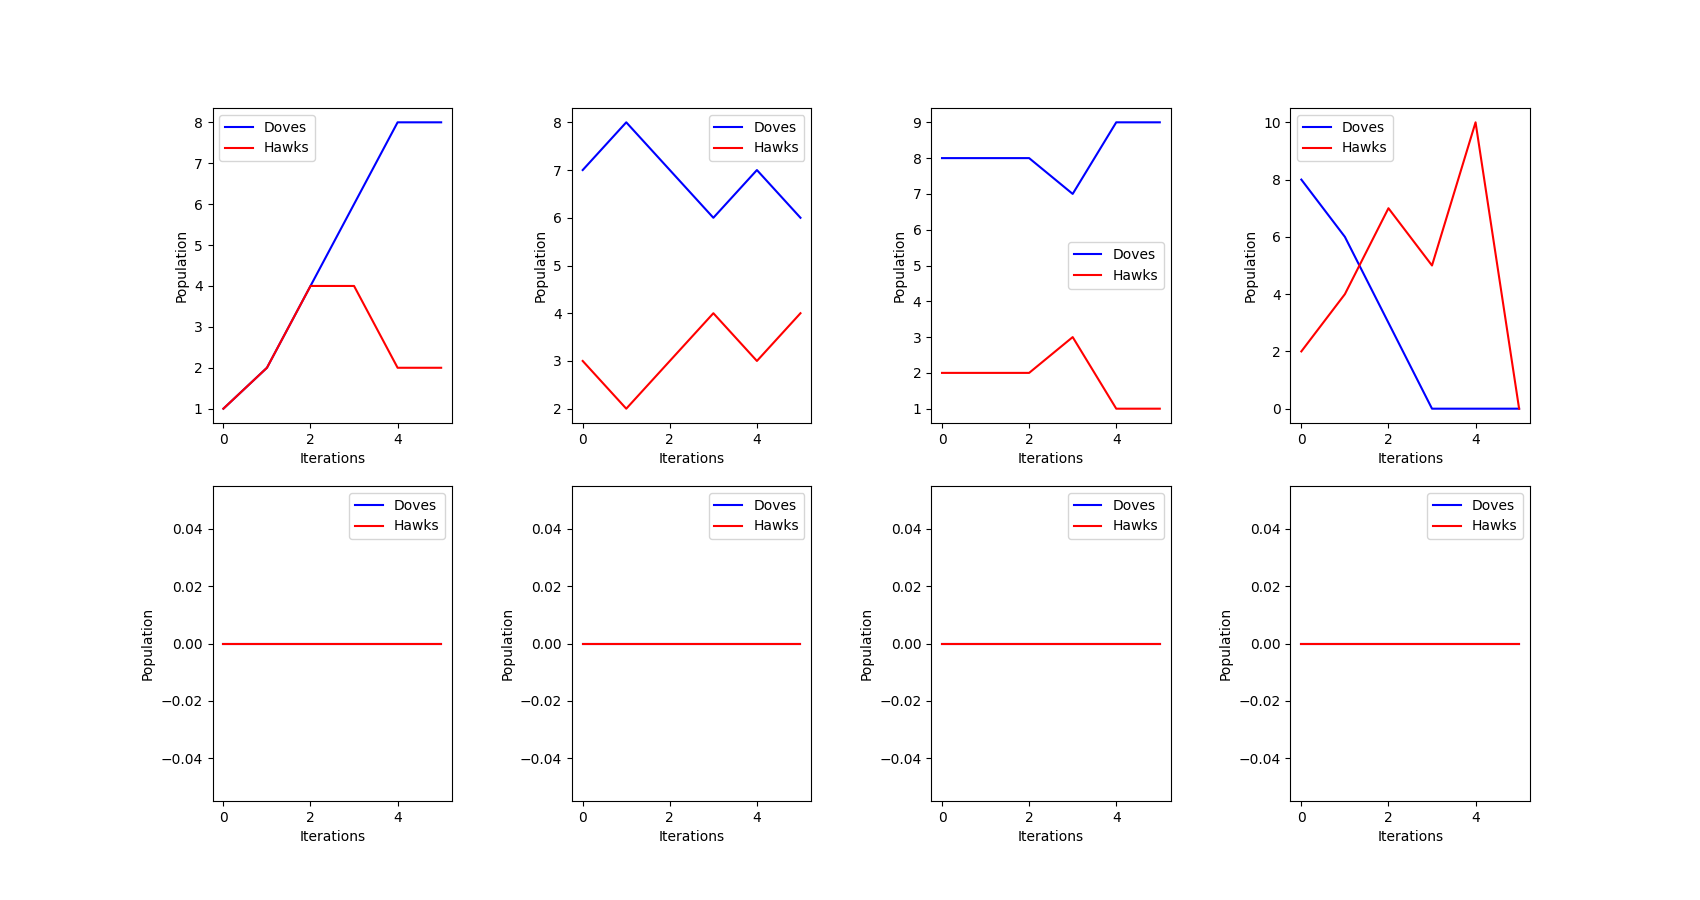 8
7
6
5
4
3
2
1
Population
Doves
Hawks
0 2 4
Iterations
8
7
6
5
4
3
2
Population
Doves
Hawks
0 2 4
Iterations
9
8
7
6
5
4
3
2
1
Population
Doves
Hawks
0 2 4
Iterations
10
8
6
4
2
0
Population
Doves
Hawks
0 2 4
Iterations
0.04
0.02
0.00
−0.02
−0.04
Population
Doves
Hawks
0 2 4
Iterations
0.04
0.02
0.00
−0.02
−0.04
Population
Doves
Hawks
0 2 4
Iterations
0.04
0.02
0.00
−0.02
−0.04
Population
Doves
Hawks
0 2 4
Iterations
0.04
0.02
0.00
−0.02
−0.04
Population
Doves
Hawks
0 2 4
Iterations